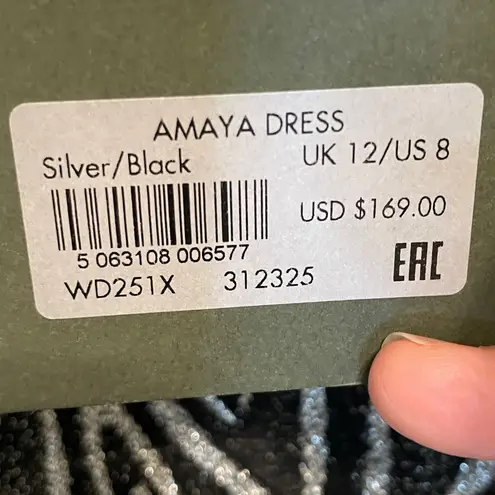 AMAYA DRESS
Silver/Black UK 12/US 8
USD $169.00
5 063108 006577
WD251X 312325
EAC